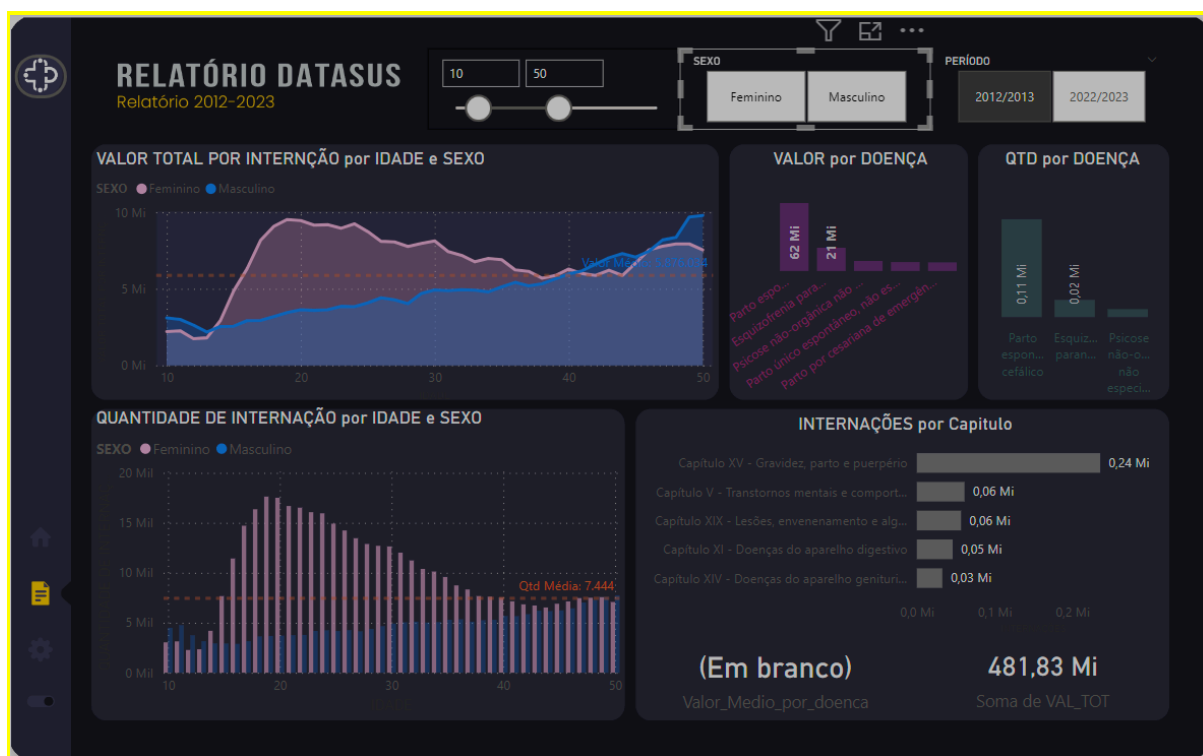 RELATÓRIO DATASUS
Relatório 2012-2023
10
50
SEXO
Feminino
Masculino
PERÍODO
2012/2013
2022/2023
VALOR TOTAL POR INTERNÇÃO por IDADE e SEXO
SEXO Feminino Masculino
10 Mi
5 Mi
0 Mi
Valor Média:
10 20 30 40 50
VALOR por DOENÇA
62 Mi
21 Mi
Parto espo...
Esquizofrenia para...
Psicose não-orgânica não ...
Parto único espontâneo, não es...
Parto por cesariana de emergên...
QTD por DOENÇA
0,11 Mi
0,02 Mi
Parto
espon...
cefálico
Esquiz...
paran...
Psicose
não-o...
não
especi...
QUANTIDADE DE INTERNAÇÃO por IDADE e SEXO
SEXO Feminino Masculino
20 Mil
15 Mil
10 Mil
5 Mil
0 Mil
Qtd Média: 7.444
10 20 30 40 50
INTERNAÇÕES por Capitulo
Capítulo XV - Gravidez, parto e puerpério 0,24 Mi
Capítulo V - Transtornos mentais e comport... 0,06 Mi
Capítulo XIX - Lesões, envenenamento e alg... 0,06 Mi
Capítulo XI - Doenças do aparelho digestivo 0,05 Mi
Capítulo XIV - Doenças do aparelho genituri... 0,03 Mi
0,0 Mi 0,1 Mi 0,2 Mi
(Em branco)
Valor_Medio_por_doenca
481,83 Mi
Soma de VAL_TOT